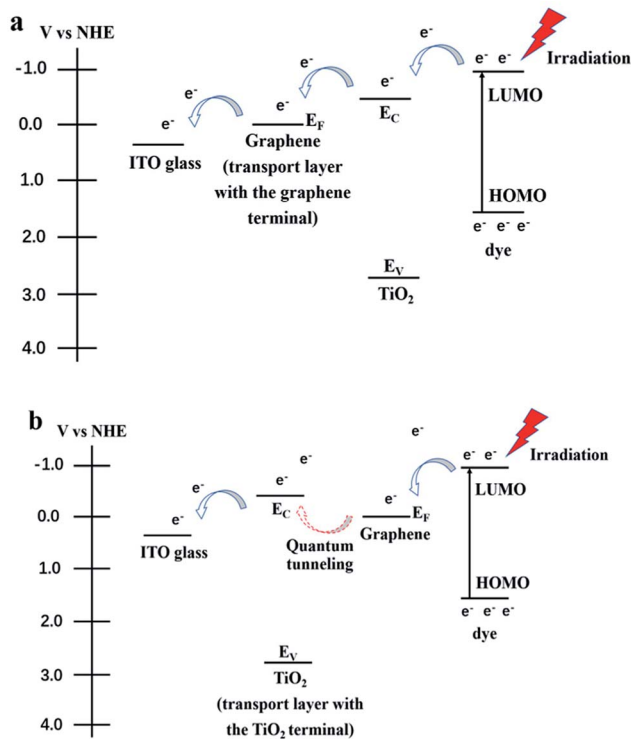 a
V vs NHE
-1.0
0.0
1.0
2.0
3.0
4.0
e-
e-
ITO glass
e-
e-
E_F
Graphene
(transport layer
with the graphene
terminal)
e-
e-
E_C
E_V
TiO₂
e- e-
Irradiation
LUMO
HOMO
e- e- e-
dye
b
V vs NHE
-1.0
0.0
1.0
2.0
3.0
4.0
e-
e-
ITO glass
e-
e-
E_C
Quantum
tunneling
E_V
TiO₂
(transport layer with
the TiO₂ terminal)
e-
e-
E_F
Graphene
e- e-
Irradiation
LUMO
HOMO
e- e- e-
dye